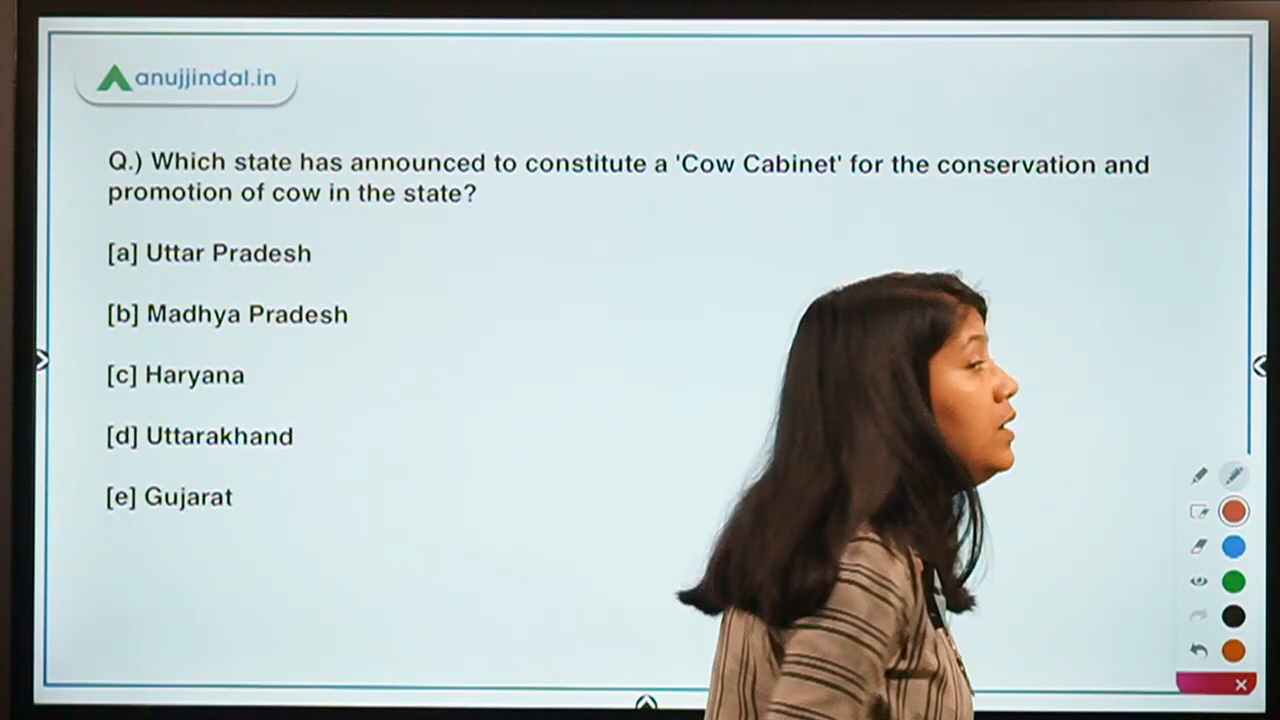 anujjindal.in
Q.) Which state has announced to constitute a 'Cow Cabinet' for the conservation and
promotion of cow in the state?
[a] Uttar Pradesh
[b] Madhya Pradesh
[c] Haryana
[d] Uttarakhand
[e] Gujarat